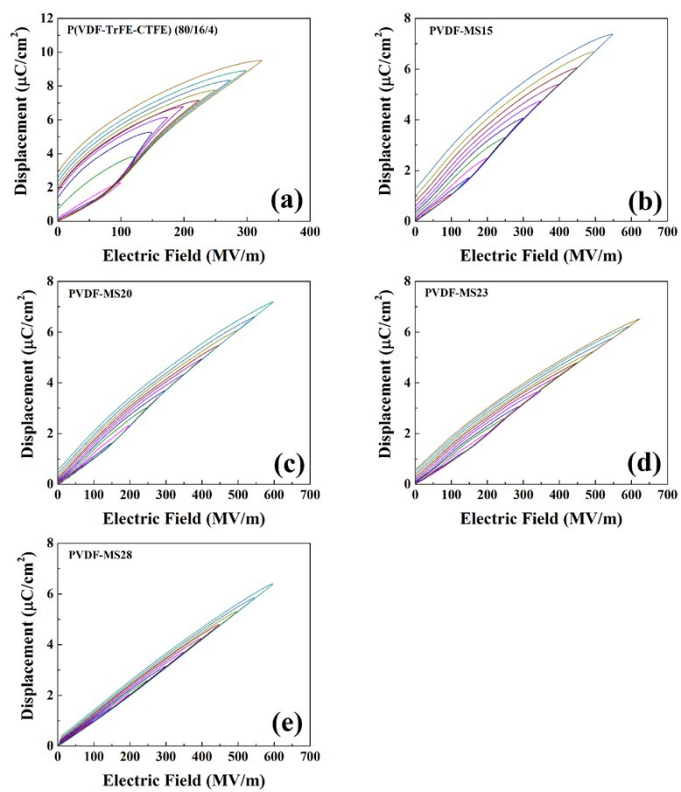 P(VDF-TrFE-CTFE) (80/16/4)
12
10
8
6
4
2
0
0 100 200 300 400
Displacement (μC/cm²)
Electric Field (MV/m)
(a)
PVDF-MS15
8
6
4
2
0
0 100 200 300 400 500 600 700
Displacement (μC/cm²)
Electric Field (MV/m)
(b)
PVDF-MS20
8
6
4
2
0
0 100 200 300 400 500 600 700
Displacement (μC/cm²)
Electric Field (MV/m)
(c)
PVDF-MS23
8
6
4
2
0
0 100 200 300 400 500 600 700
Displacement (μC/cm²)
Electric Field (MV/m)
(d)
PVDF-MS28
8
6
4
2
0
0 100 200 300 400 500 600 700
Displacement (μC/cm²)
Electric Field (MV/m)
(e)